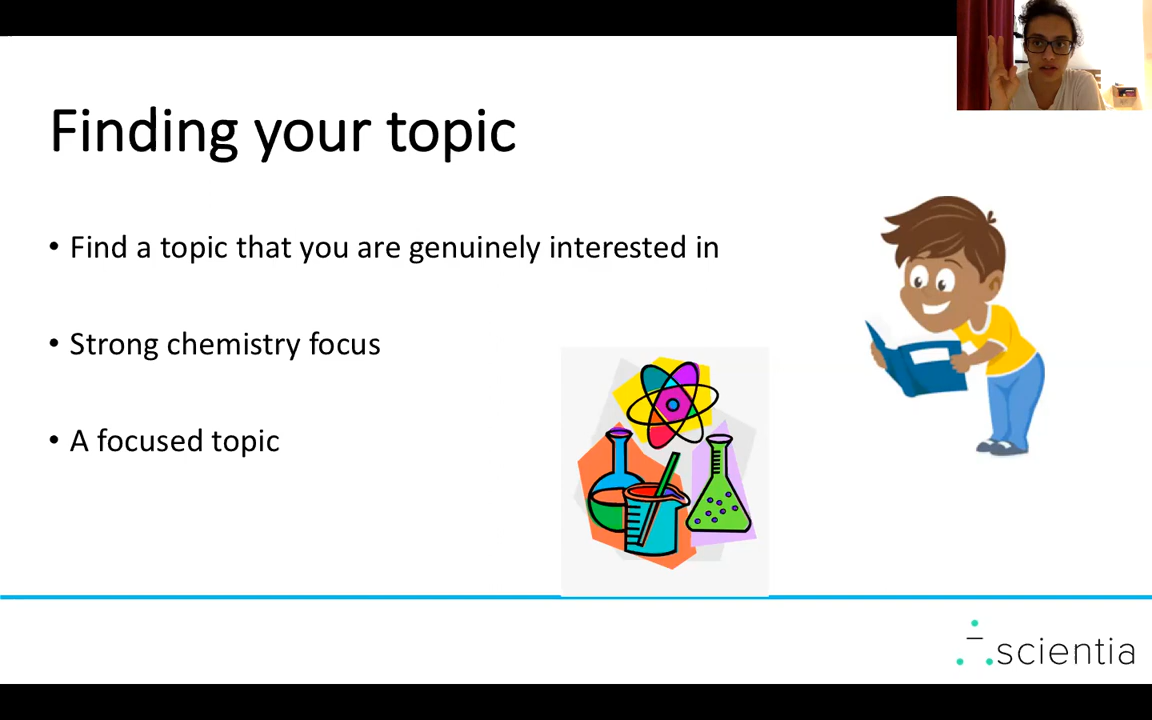 Finding your topic
• Find a topic that you are genuinely interested in
• Strong chemistry focus
• A focused topic
scientia